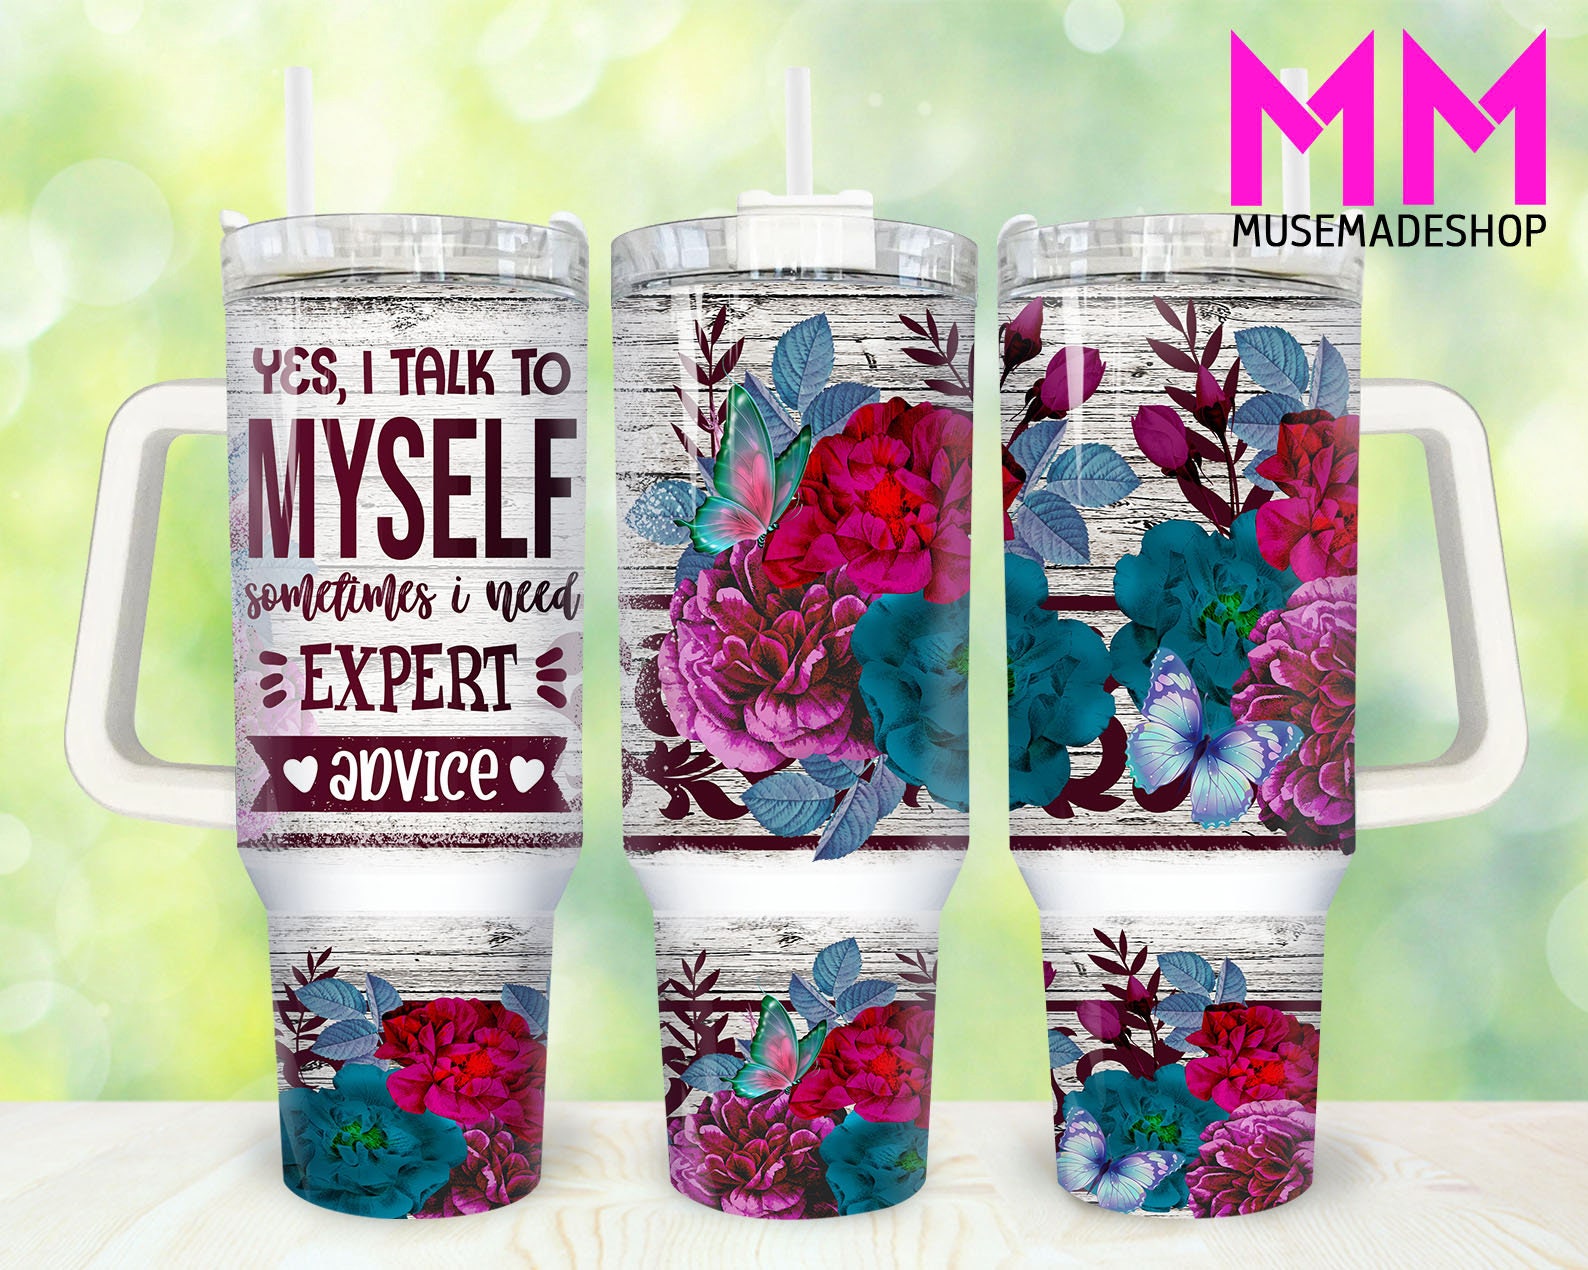 MM
MUSEMADESHOP
YES, I TALK TO
MYSELF
sometimes i need
EXPERT
ADVICE